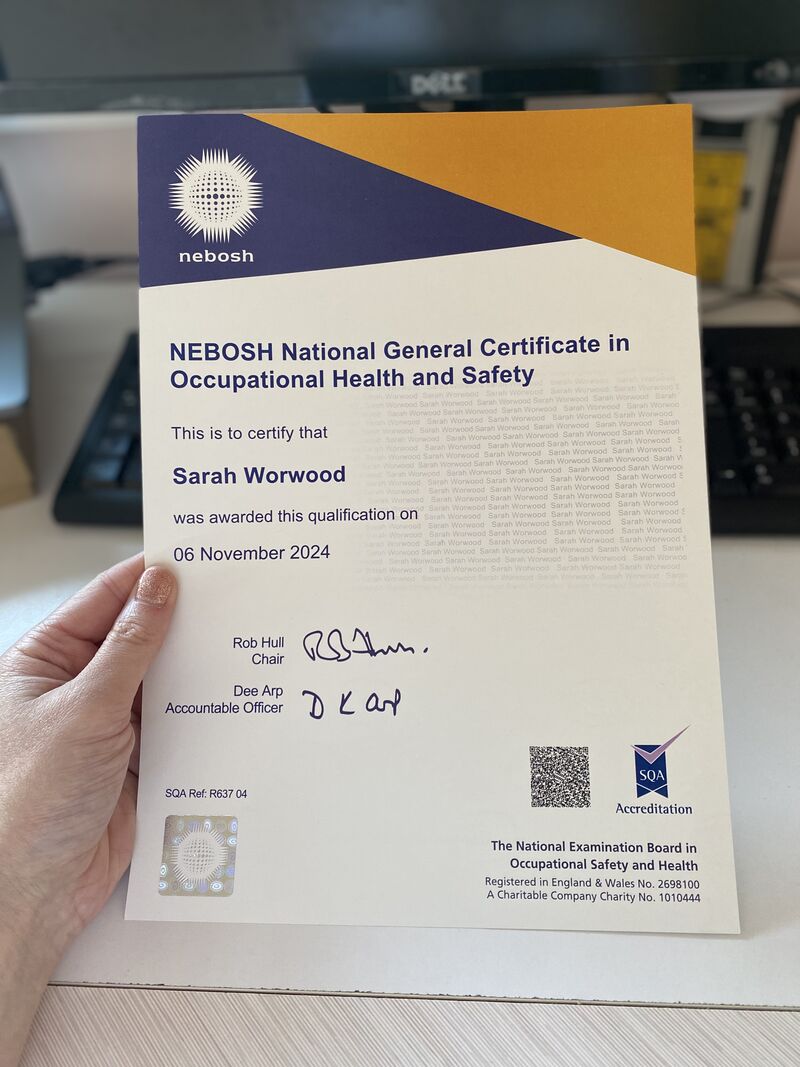 DELL
nebosh
NEBOSH National General Certificate in
Occupational Health and Safety
This is to certify that
Sarah Worwood
was awarded this qualification on
06 November 2024
Rob Hull
Chair
Dee Arp
Accountable Officer
D K Arp
SQA Ref: R637 04
SQA
Accreditation
The National Examination Board in
Occupational Safety and Health
Registered in England & Wales No. 2698100
A Charitable Company Charity No. 1010444